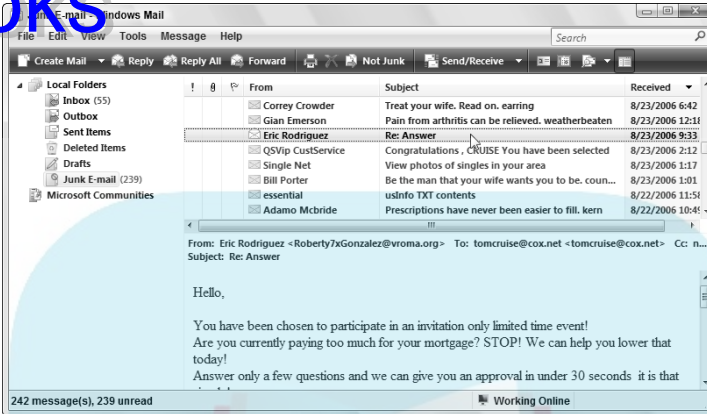 OKS
Junk E-mail - Windows Mail
File Edit View Tools Message Help Search
Create Mail Reply Reply All Forward Not Junk Send/Receive
Local Folders
Inbox (55)
Outbox
Sent Items
Deleted Items
Drafts
Junk E-mail (239)
Microsoft Communities
! From Subject Received
Correy Crowder Treat your wife. Read on. earring 8/23/2006 6:42
Gian Emerson Pain from arthritis can be relieved. weatherbeaten 8/23/2006 12:18
Eric Rodriguez Re: Answer 8/23/2006 9:33
QSVip CustService Congratulations , CRUISE You have been selected 8/23/2006 2:12
Single Net View photos of singles in your area 8/23/2006 1:17
Bill Porter Be the man that your wife wants you to be. coun... 8/23/2006 1:01
essential usInfo TXT contents 8/22/2006 11:58
Adamo Mcbride Prescriptions have never been easier to fill. kern 8/22/2006 10:49
From: Eric Rodriguez <Roberty7xGonzalez@vroma.org> To: tomcruise@cox.net <tomcruise@cox.net> Cc: n...
Subject: Re: Answer
Hello,
You have been chosen to participate in an invitation only limited time event!
Are you currently paying too much for your mortgage? STOP! We can help you lower that
today!
Answer only a few questions and we can give you an approval in under 30 seconds it is that
242 message(s), 239 unread Working Online